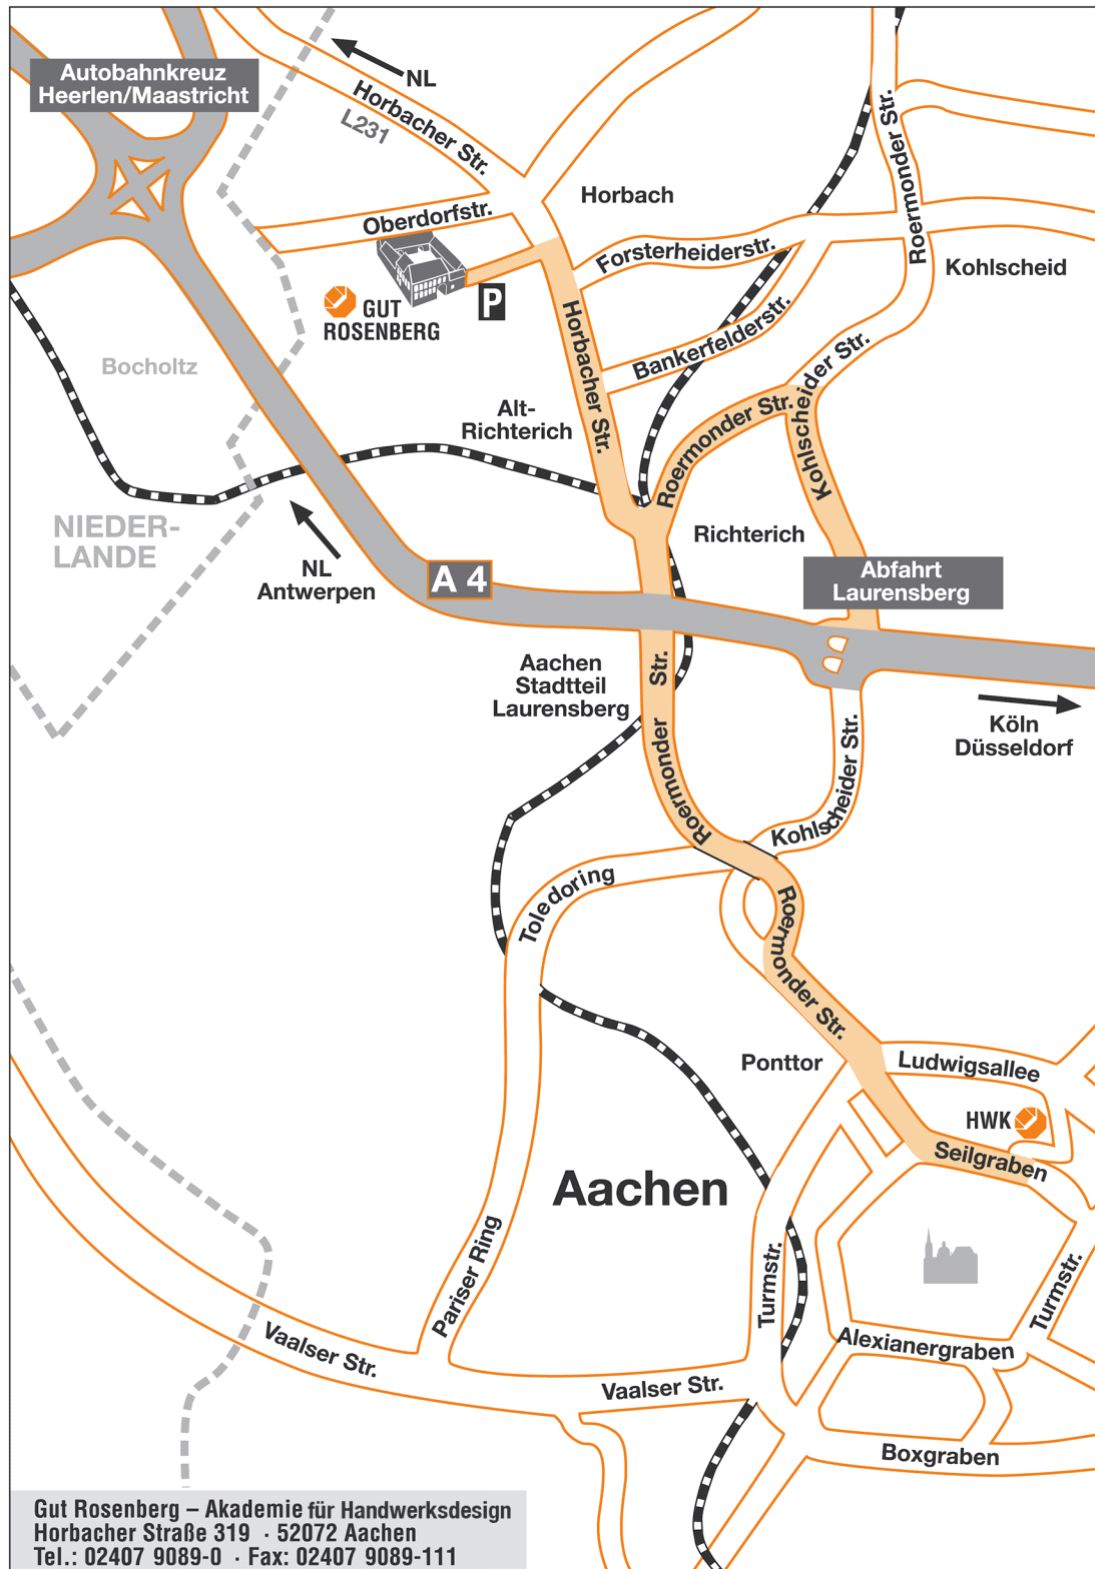 NL
Autobahnkreuz
Heerlen/Maastricht
Horbacher Str.
L231
Roermonder Str.
Horbach
Oberdorfstr.
Forsterheiderstr.
Roermonder Str.
Kohlscheid
P
GUT
ROSENBERG
Horbacher Str.
Bankerfelderstr.
Kohlscheider Str.
Bocholtz
Alt-
Richterich
Roermonder Str.
NIEDER-
LANDE
Richterich
NL
Antwerpen
A 4
Abfahrt
Laurensberg
Aachen
Stadtteil
Laurensberg
Roermonder Str.
Köln
Düsseldorf
Kohlscheider Str.
Toledoring
Roermonder Str.
Ponttor
Ludwigsallee
HWK
Seilgraben
Aachen
Pariser Ring
Turmstr.
Turmstr.
Vaalser Str.
Alexianergraben
Vaalser Str.
Boxgraben
Gut Rosenberg – Akademie für Handwerksdesign
Horbacher Straße 319 · 52072 Aachen
Tel.: 02407 9089-0 · Fax: 02407 9089-111